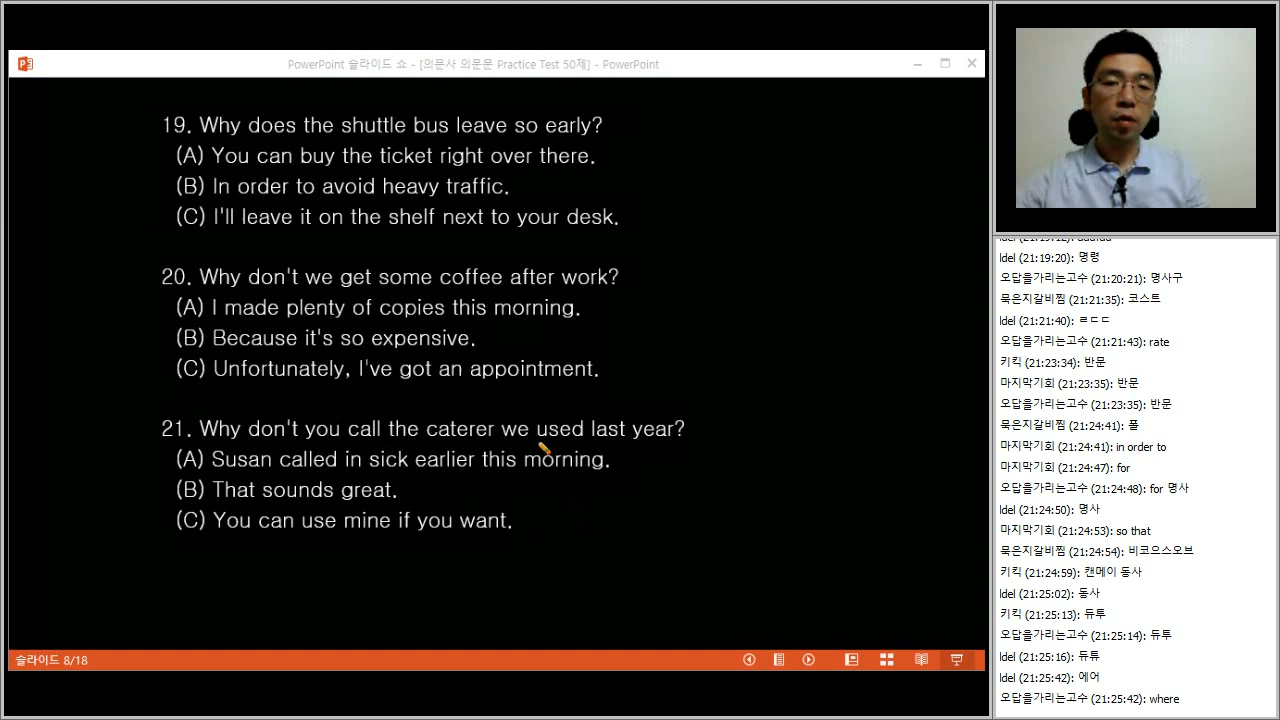 PowerPoint 슬라이드 쇼 - [의문사 의문문 Practice Test 50제] - PowerPoint
19. Why does the shuttle bus leave so early?
(A) You can buy the ticket right over there.
(B) In order to avoid heavy traffic.
(C) I'll leave it on the shelf next to your desk.
20. Why don't we get some coffee after work?
(A) I made plenty of copies this morning.
(B) Because it's so expensive.
(C) Unfortunately, I've got an appointment.
21. Why don't you call the caterer we used last year?
(A) Susan called in sick earlier this morning.
(B) That sounds great.
(C) You can use mine if you want.
슬라이드 8/18
ldel (21:19:20): 명령
오답을가리는고수 (21:20:21): 명사구
묵은지갈비찜 (21:21:35): 코스트
ldel (21:21:40): ㄹㄷㄷ
오답을가리는고수 (21:21:43): rate
키킥 (21:23:34): 반문
마지막기회 (21:23:35): 반문
오답을가리는고수 (21:23:35): 반문
묵은지갈비찜 (21:24:41): 풀
마지막기회 (21:24:41): in order to
마지막기회 (21:24:47): for
오답을가리는고수 (21:24:48): for 명사
ldel (21:24:50): 명사
마지막기회 (21:24:53): so that
묵은지갈비찜 (21:24:54): 비코으스오브
키킥 (21:24:59): 캔메이 동사
ldel (21:25:02): 동사
키킥 (21:25:13): 듀투
오답을가리는고수 (21:25:14): 듀투
ldel (21:25:16): 듀튜
ldel (21:25:42): 에어
오답을가리는고수 (21:25:42): where